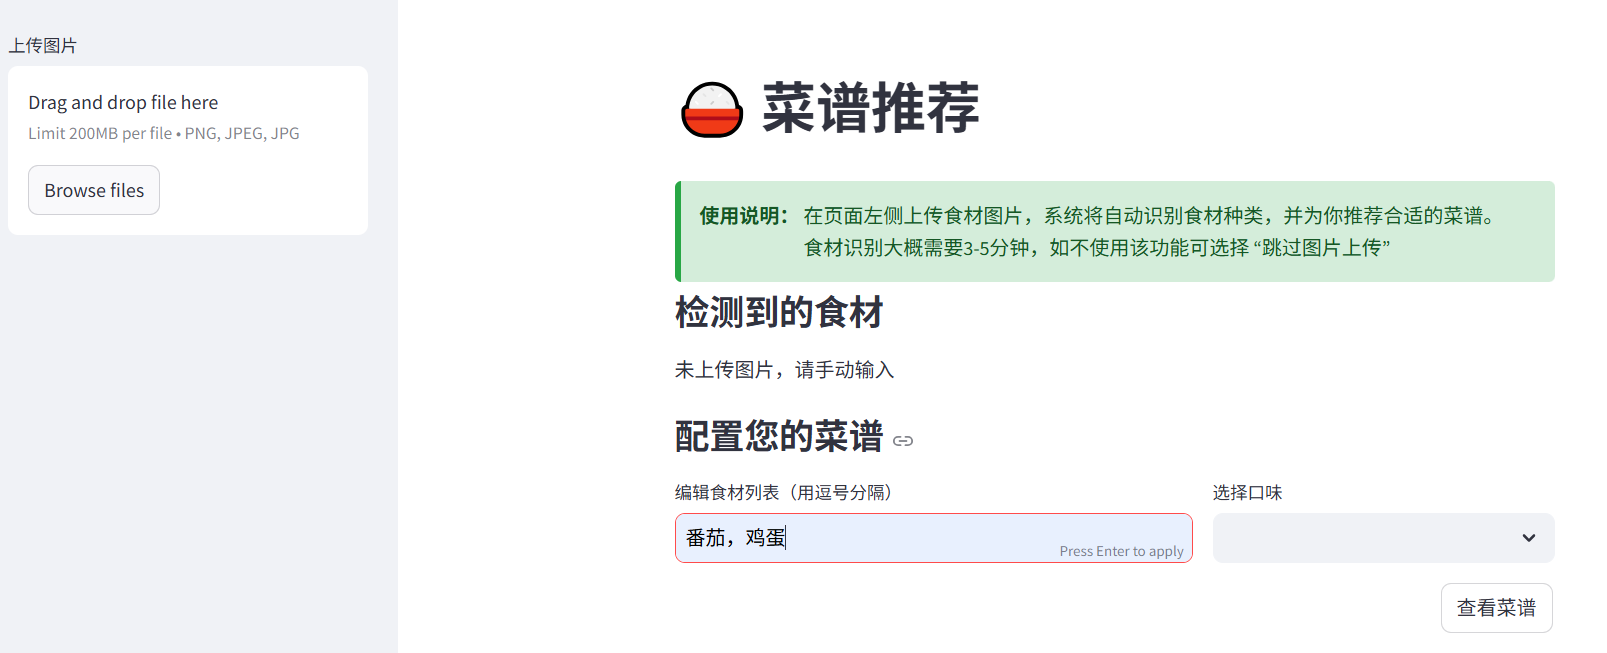 上传图片
Drag and drop file here
Limit 200MB per file • PNG, JPEG, JPG
Browse files
菜谱推荐
使用说明： 在页面左侧上传食材图片，系统将自动识别食材种类，并为你推荐合适的菜谱。
食材识别大概需要3-5分钟，如不使用该功能可选择 “跳过图片上传”
检测到的食材
未上传图片，请手动输入
配置您的菜谱
编辑食材列表（用逗号分隔）
选择口味
番茄，鸡蛋
Press Enter to apply
查看菜谱